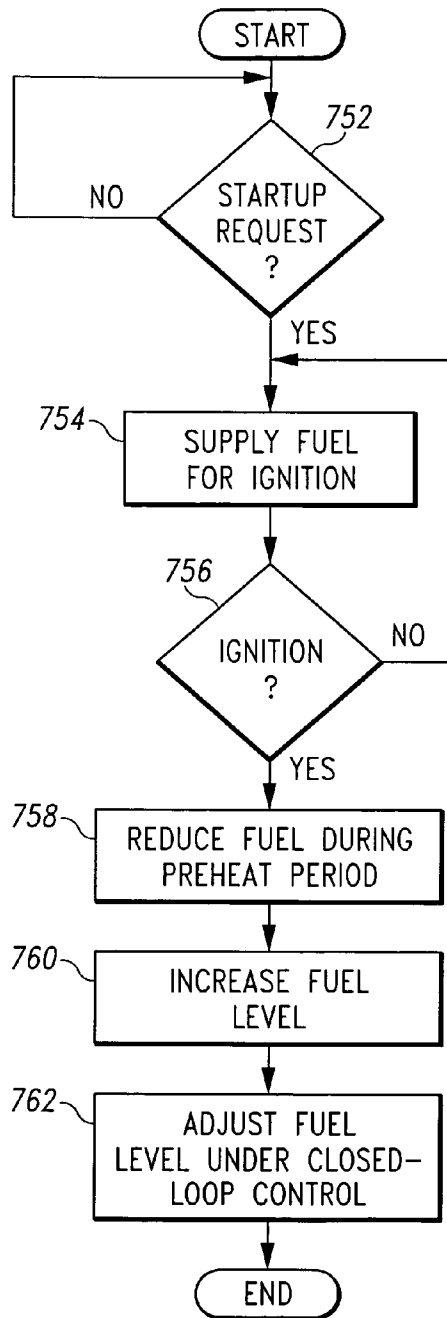 START
752
STARTUP
REQUEST
?
NO
YES
754
SUPPLY FUEL
FOR IGNITION
756
IGNITION
?
NO
YES
758
REDUCE FUEL DURING
PREHEAT PERIOD
760
INCREASE FUEL
LEVEL
762
ADJUST FUEL
LEVEL UNDER CLOSED-
LOOP CONTROL
END